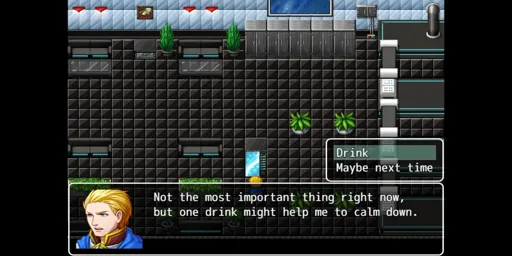 Drink
Maybe next time
Not the most important thing right now,
but one drink might help me to calm down.